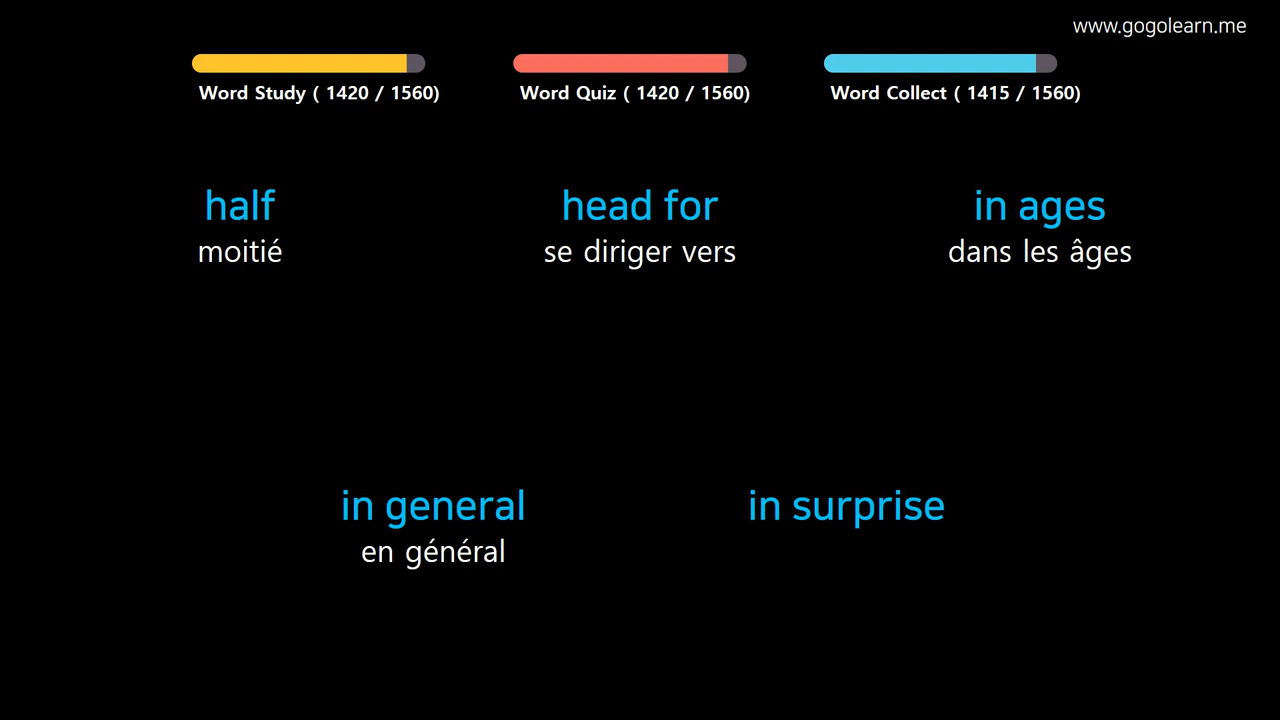 www.gogolearn.me
Word Study ( 1420 / 1560)
Word Quiz ( 1420 / 1560)
Word Collect ( 1415 / 1560)
half
moitié
head for
se diriger vers
in ages
dans les âges
in general
en général
in surprise